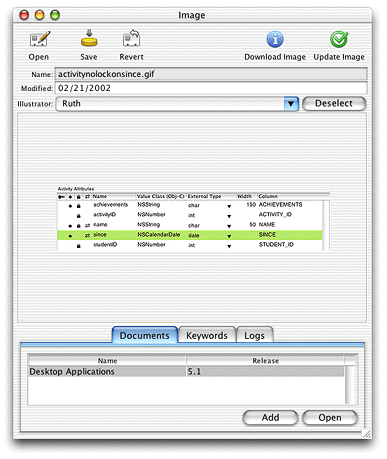 Image
Open Save Revert Download Image Update Image
Name: activitynolockonsince.gif
Modified: 02/21/2002
Illustrator: Ruth Deselect
Activity Attributes
Name Value Class (Obj-C) External Type Width Column
achievements NSString char 150 ACHIEVEMENTS
activityID NSNumber int ACTIVITY_ID
name NSString char 50 NAME
since NSCalendarDate date SINCE
studentID NSNumber int STUDENT_ID
Documents Keywords Logs
Name Release
Desktop Applications 5.1
Add Open